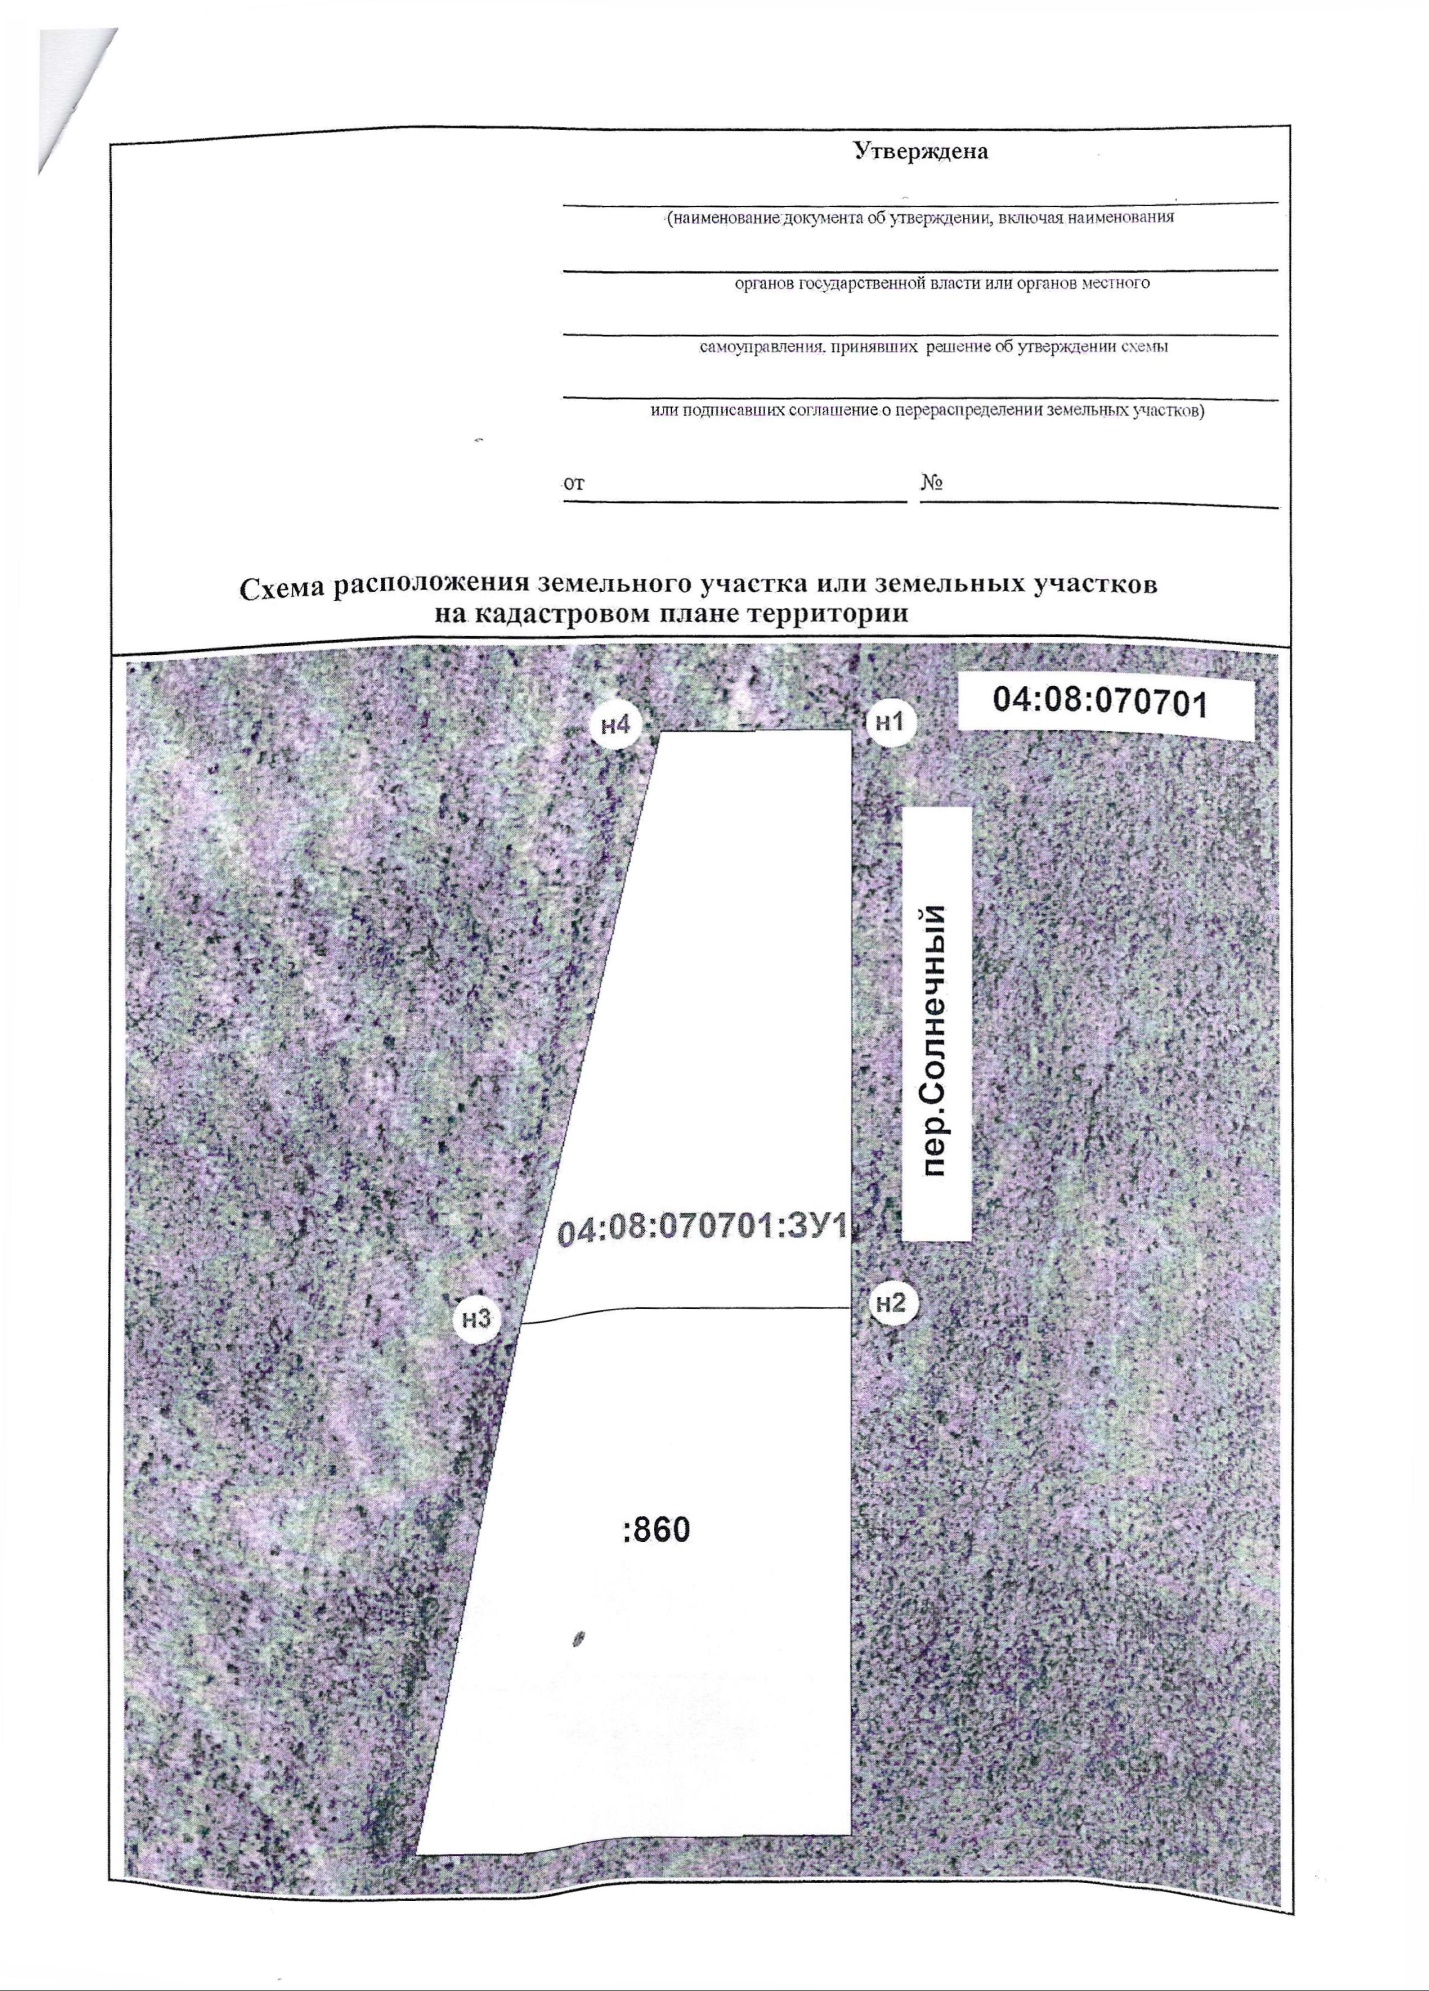 Утверждена
(наименование документа об утверждении, включая наименования
органов государственной власти или органов местного
самоуправления, принявших решение об утверждении схемы
или подписавших соглашение о перераспределении земельных участков)
от №
Схема расположения земельного участка или земельных участков
на кадастровом плане территории
04:08:070701
н4
н1
пер.Солнечный
04:08:070701:ЗУ1
н3
н2
:860